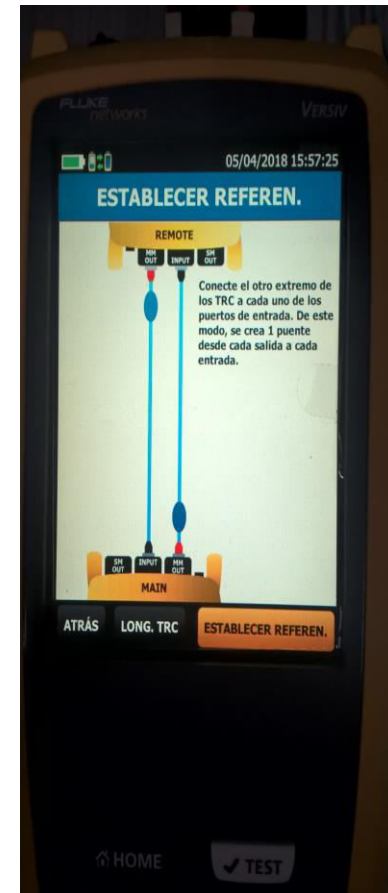 FLUKE
networks
VERSIV
05/04/2018 15:57:25
ESTABLECER REFEREN.
REMOTE
MM
OUT
INPUT
SM
OUT
Conecte el otro extremo de
los TRC a cada uno de los
puertos de entrada. De este
modo, se crea 1 puente
desde cada salida a cada
entrada.
SM
OUT
INPUT
MM
OUT
MAIN
ATRÁS
LONG. TRC
ESTABLECER REFEREN.
HOME
TEST